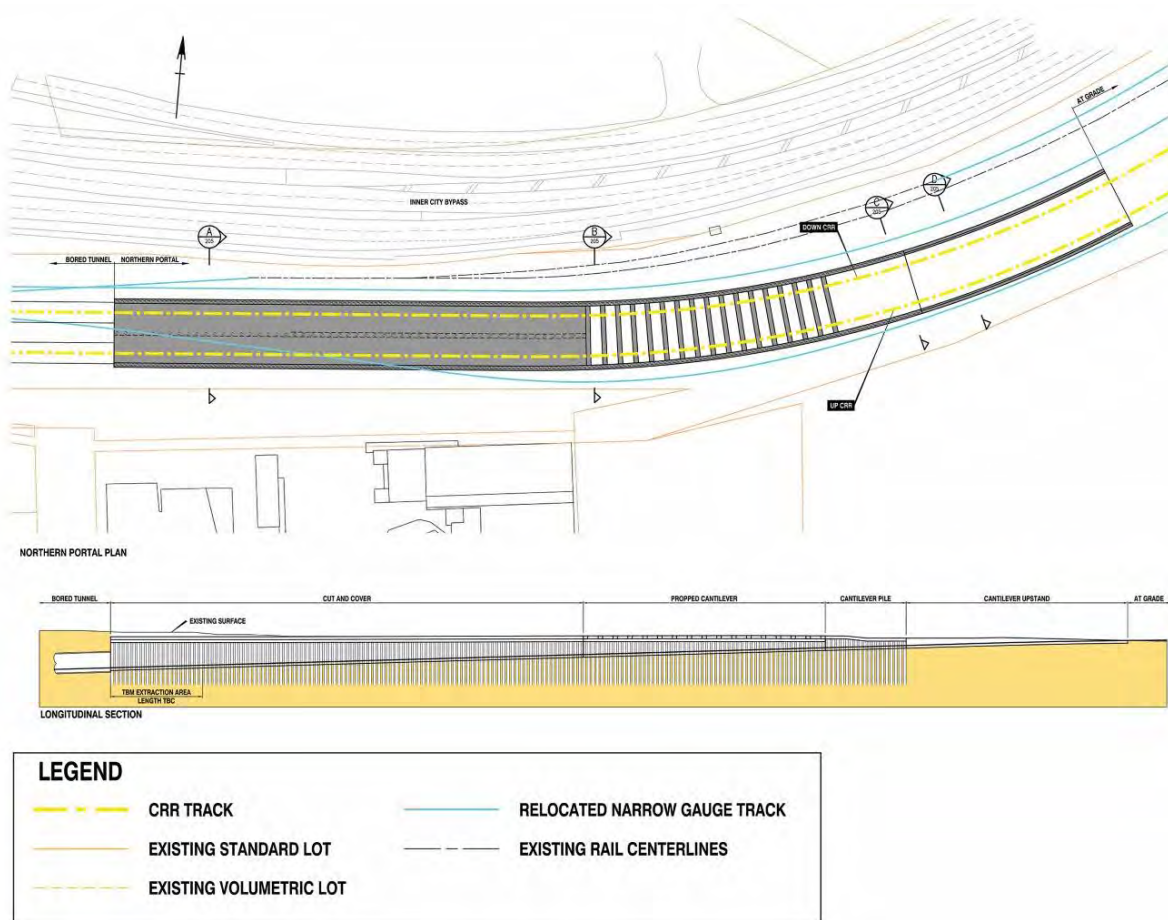 AT GRADE
INNER CITY BYPASS
A
205
B
205
C
205
D
205
DOWN CRR
BORED TUNNEL
NORTHERN PORTAL
UP CRR
NORTHERN PORTAL PLAN
BORED TUNNEL
CUT AND COVER
PROPPED CANTILEVER
CANTILEVER PILE
CANTILEVER UPSTAND
AT GRADE
EXISTING SURFACE
TBM EXTRACTION AREA
LENGTH TBC
LONGITUDINAL SECTION
LEGEND
CRR TRACK
RELOCATED NARROW GAUGE TRACK
EXISTING STANDARD LOT
EXISTING RAIL CENTERLINES
EXISTING VOLUMETRIC LOT